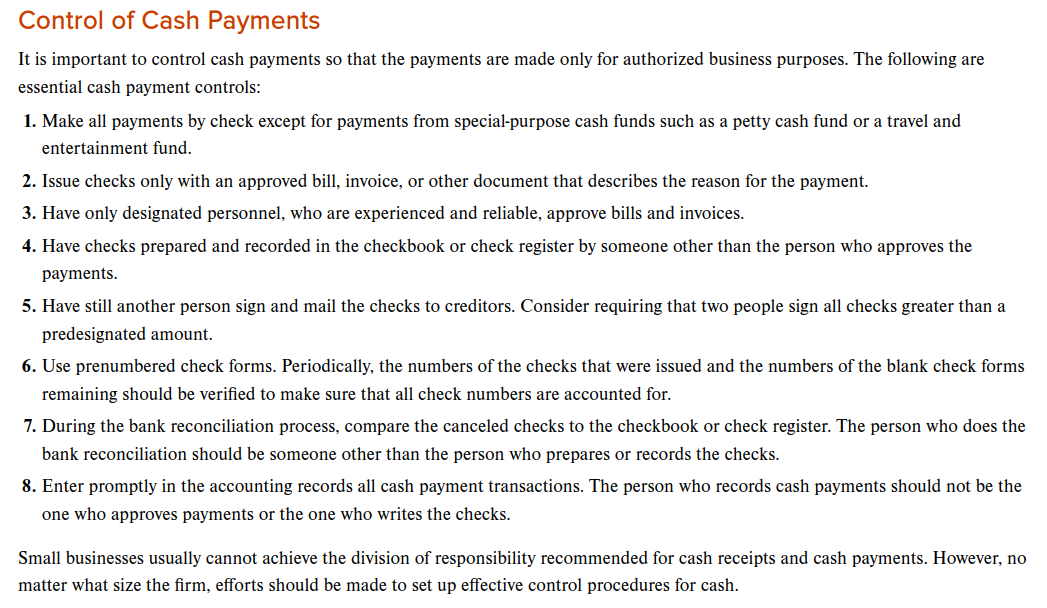 Control of Cash Payments
It is important to control cash payments so that the payments are made only for authorized business purposes. The following are
essential cash payment controls:
1. Make all payments by check except for payments from special-purpose cash funds such as a petty cash fund or a travel and
entertainment fund.
2. Issue checks only with an approved bill, invoice, or other document that describes the reason for the payment.
3. Have only designated personnel, who are experienced and reliable, approve bills and invoices.
4. Have checks prepared and recorded in the checkbook or check register by someone other than the person who approves the
payments.
5. Have still another person sign and mail the checks to creditors. Consider requiring that two people sign all checks greater than a
predesignated amount.
6. Use prenumbered check forms. Periodically, the numbers of the checks that were issued and the numbers of the blank check forms
remaining should be verified to make sure that all check numbers are accounted for.
7. During the bank reconciliation process, compare the canceled checks to the checkbook or check register. The person who does the
bank reconciliation should be someone other than the person who prepares or records the checks.
8. Enter promptly in the accounting records all cash payment transactions. The person who records cash payments should not be the
one who approves payments or the one who writes the checks.
Small businesses usually cannot achieve the division of responsibility recommended for cash receipts and cash payments. However, no
matter what size the firm, efforts should be made to set up effective control procedures for cash.